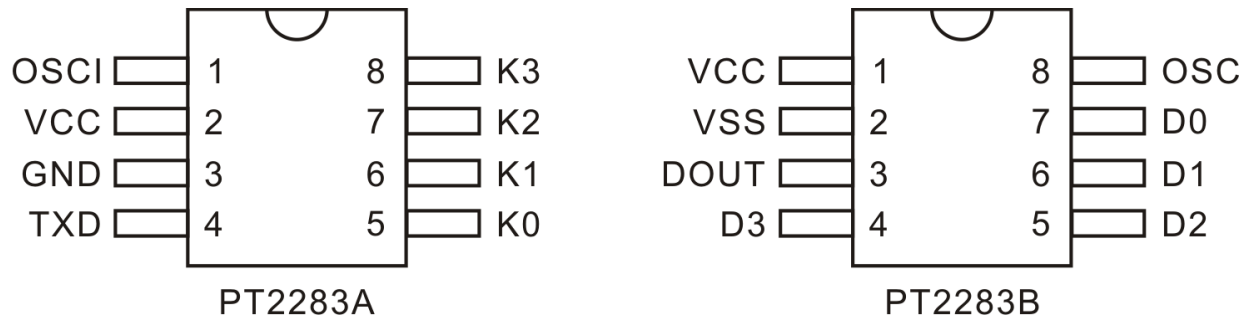 OSCI 1 8 K3 VCC 1 8 OSC
VCC 2 7 K2 VSS 2 7 D0
GND 3 6 K1 DOUT 3 6 D1
TXD 4 5 K0 D3 4 5 D2
PT2283A PT2283B